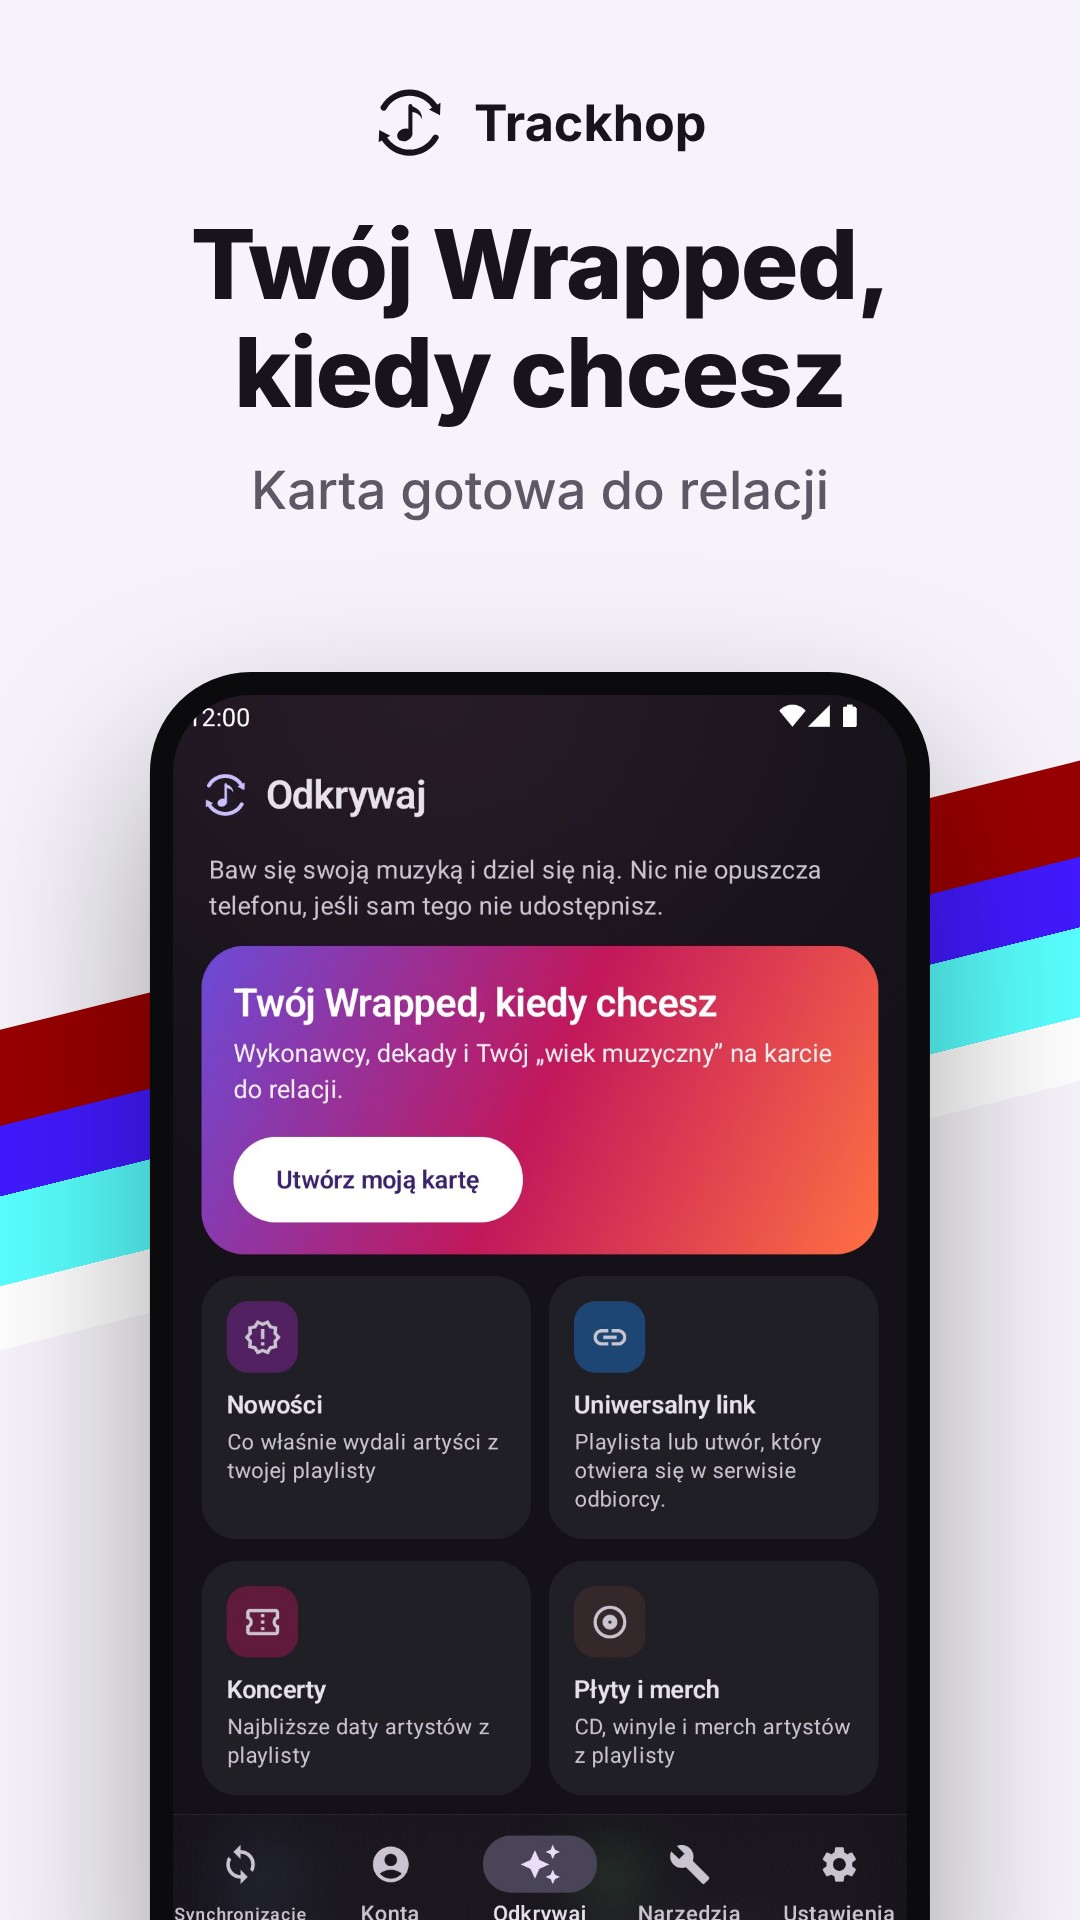 Trackhop
Twój Wrapped,
kiedy chcesz
Karta gotowa do relacji
12:00
Odkrywaj
Baw się swoją muzyką i dziel się nią. Nic nie opuszcza
telefonu, jeśli sam tego nie udostępnisz.
Twój Wrapped, kiedy chcesz
Wykonawcy, dekady i Twój „wiek muzyczny” na karcie
do relacji.
Utwórz moją kartę
Nowości
Co właśnie wydali artyści z
twojej playlisty
Uniwersalny link
Playlista lub utwór, który
otwiera się w serwisie
odbiorcy.
Koncerty
Najbliższe daty artystów z
playlisty
Płyty i merch
CD, winyle i merch artystów
z playlisty
Synchronizacje
Konta
Odkrywaj
Narzędzia
Ustawienia